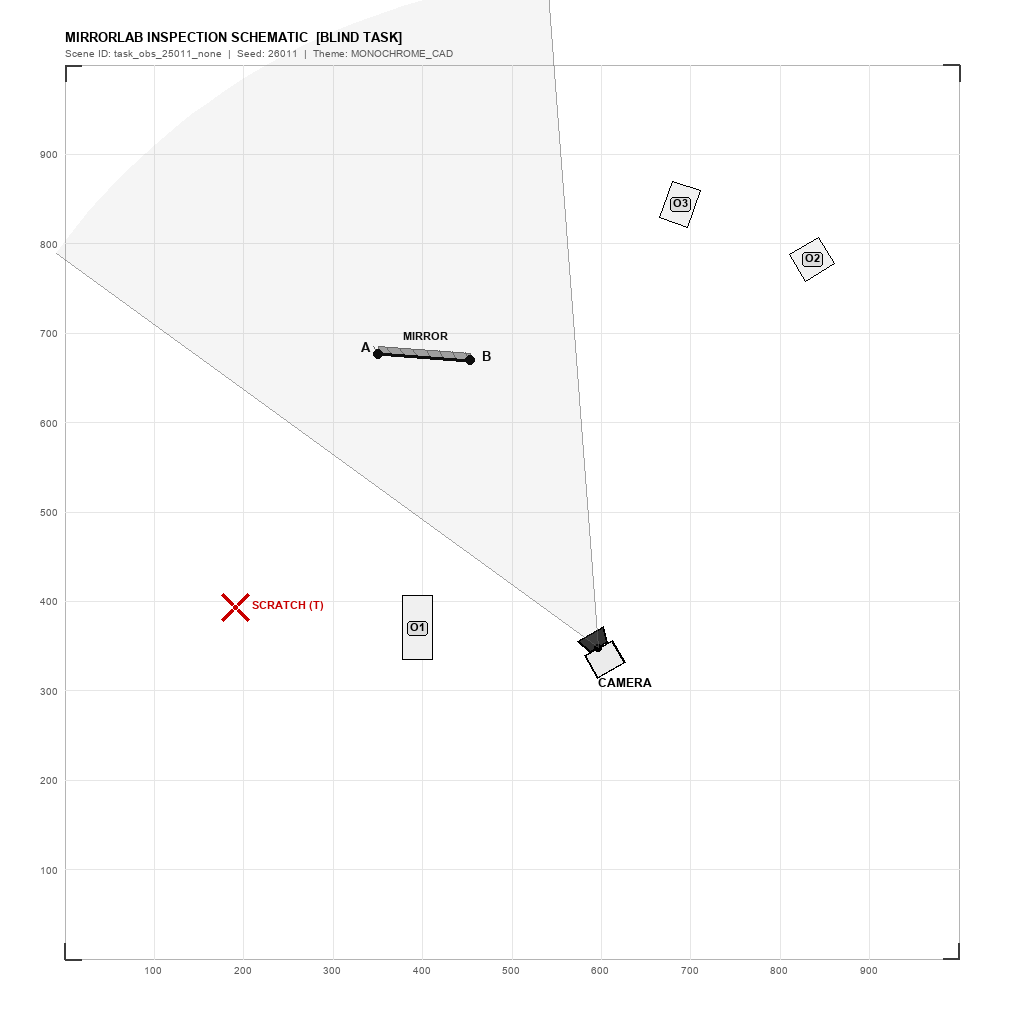 MIRRORLAB INSPECTION SCHEMATIC [BLIND TASK]
Scene ID: task_obs_25011_none | Seed: 26011 | Theme: MONOCHROME_CAD
900
O3
800
O2
700
MIRROR
A
B
600
500
400
SCRATCH (T)
O1
CAMERA
300
200
100
100 200 300 400 500 600 700 800 900